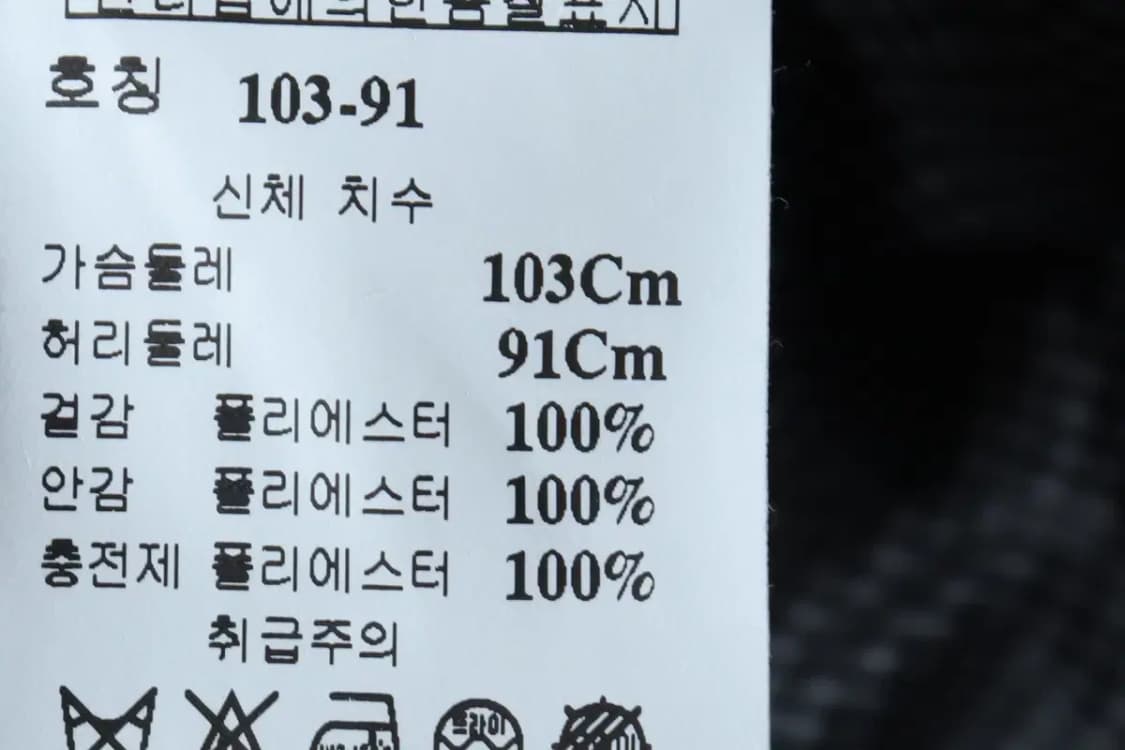 호칭 103-91
신체 치수
가슴둘레 103Cm
허리둘레 91Cm
겉감 폴리에스터 100%
안감 폴리에스터 100%
충전제 폴리에스터 100%
취급주의
드라이